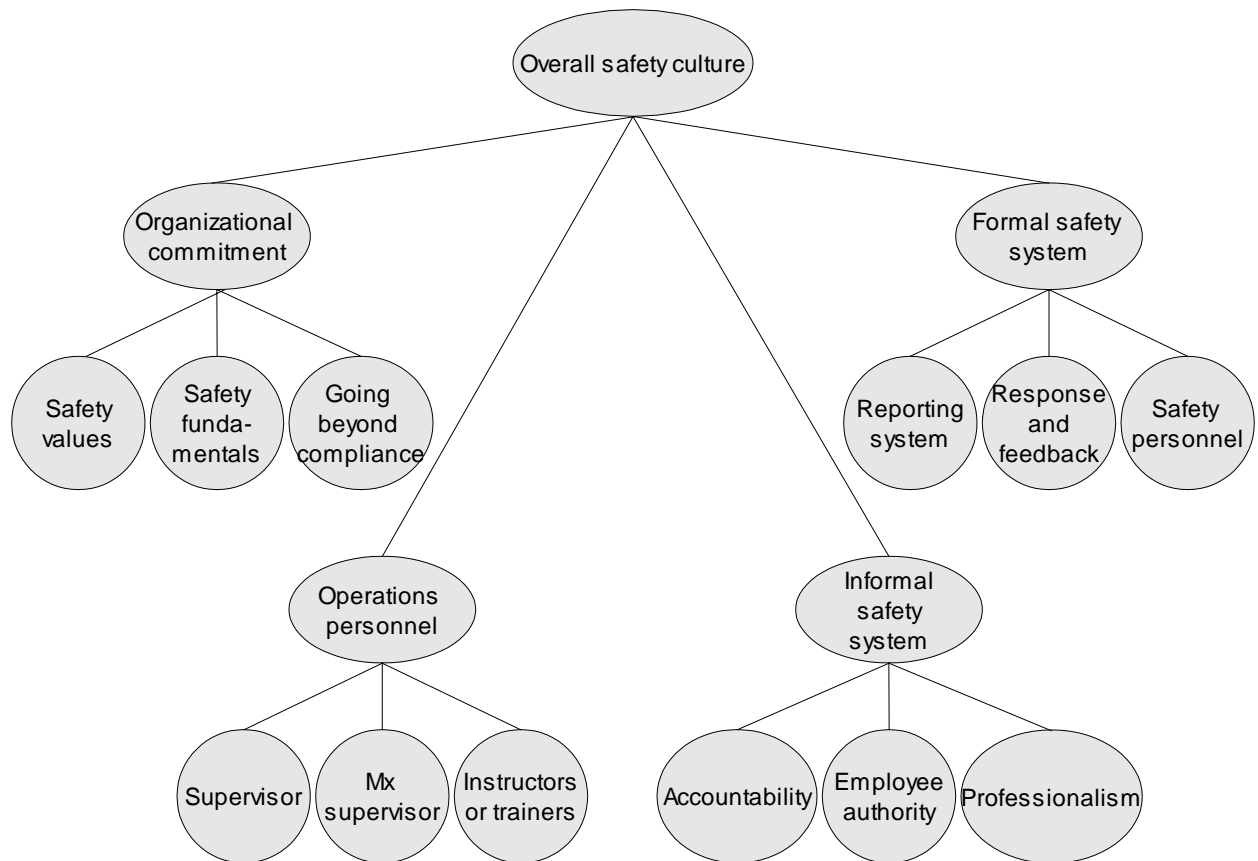 Overall safety culture
Organizational
commitment
Formal safety
system
Safety
values
Safety
funda-
mentals
Going
beyond
compliance
Reporting
system
Response
and
feedback
Safety
personnel
Operations
personnel
Informal
safety
system
Supervisor
Mx
supervisor
Instructors
or trainers
Accountability
Employee
authority
Professionalism